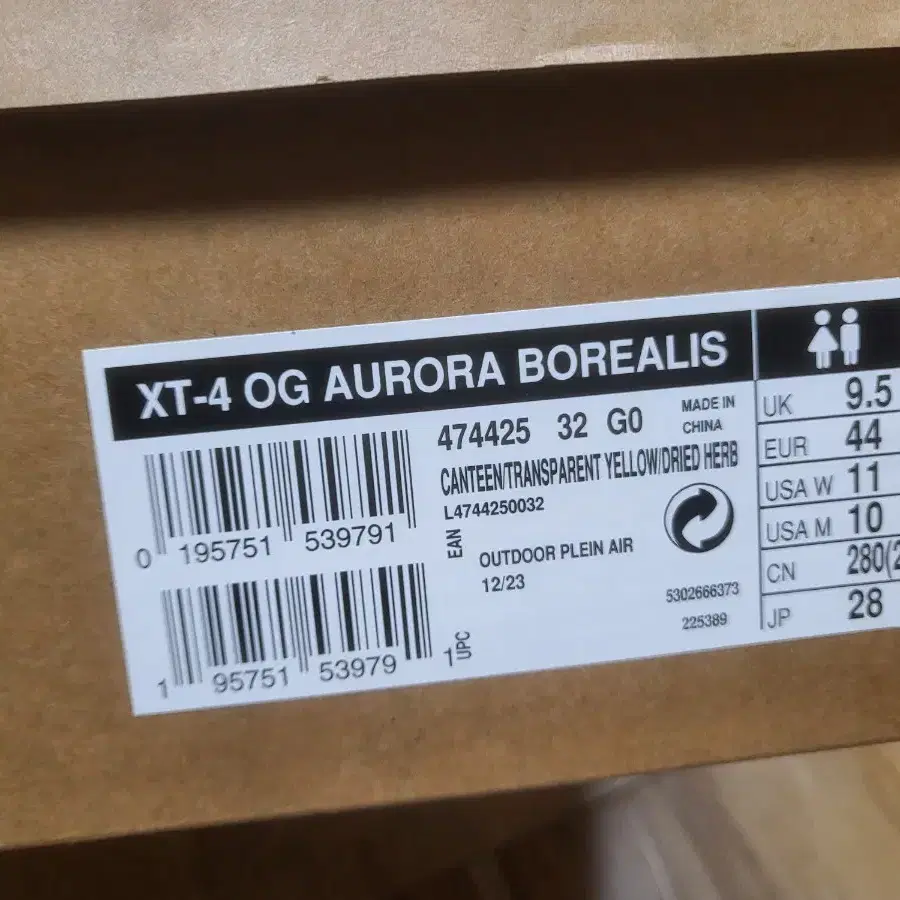 XT-4 OG AURORA BOREALIS
474425 32 G0
MADE IN
CHINA
CANTEEN/TRANSPARENT YELLOW/DRIED HERB
L4744250032
EAN
0 195751 539791
OUTDOOR PLEIN AIR
12/23
5302666373
225389
1 95751 53979 1
UPC
UK 9.5
EUR 44
USA W 11
USA M 10
CN 280(2
JP 28